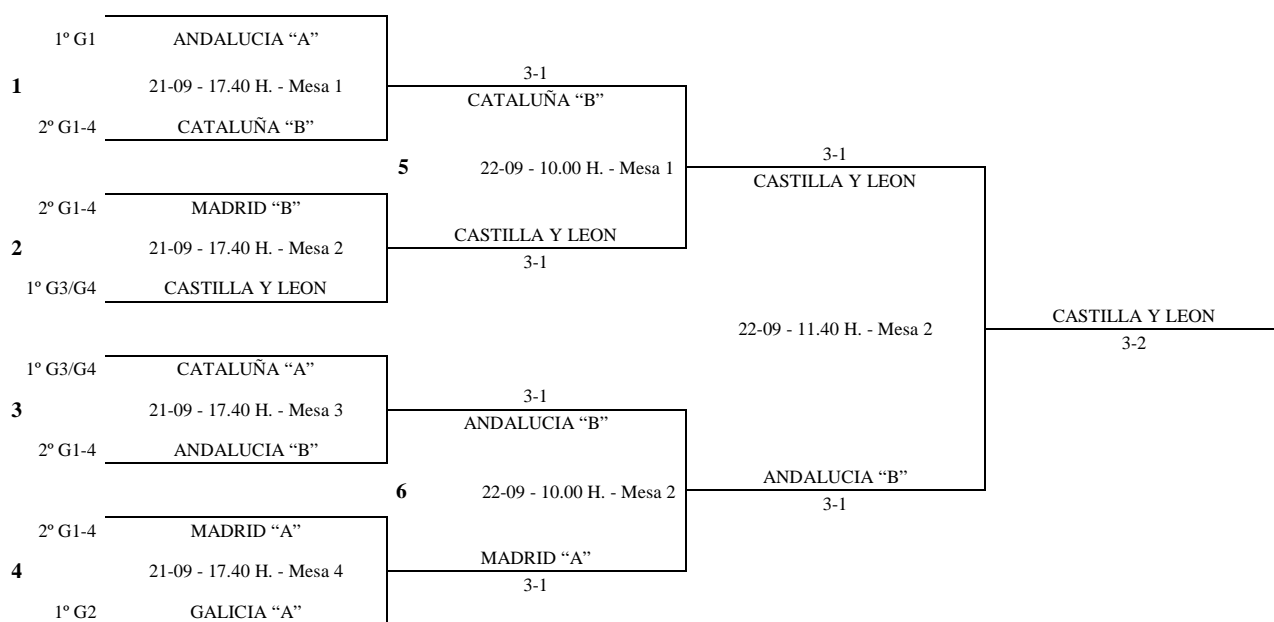 1º G1 ANDALUCIA “A”
3-1
1 21-09 - 17.40 H. - Mesa 1
CATALUÑA “B”
2º G1-4 CATALUÑA “B”
3-1
5 22-09 - 10.00 H. - Mesa 1
CASTILLA Y LEON
2º G1-4 MADRID “B”
CASTILLA Y LEON
2 21-09 - 17.40 H. - Mesa 2
3-1
1º G3/G4 CASTILLA Y LEON
CASTILLA Y LEON
22-09 - 11.40 H. - Mesa 2
3-2
1º G3/G4 CATALUÑA “A”
3-1
3 21-09 - 17.40 H. - Mesa 3
ANDALUCIA “B”
2º G1-4 ANDALUCIA “B”
ANDALUCIA “B”
6 22-09 - 10.00 H. - Mesa 2
3-1
2º G1-4 MADRID “A”
MADRID “A”
4 21-09 - 17.40 H. - Mesa 4
3-1
1º G2 GALICIA “A”